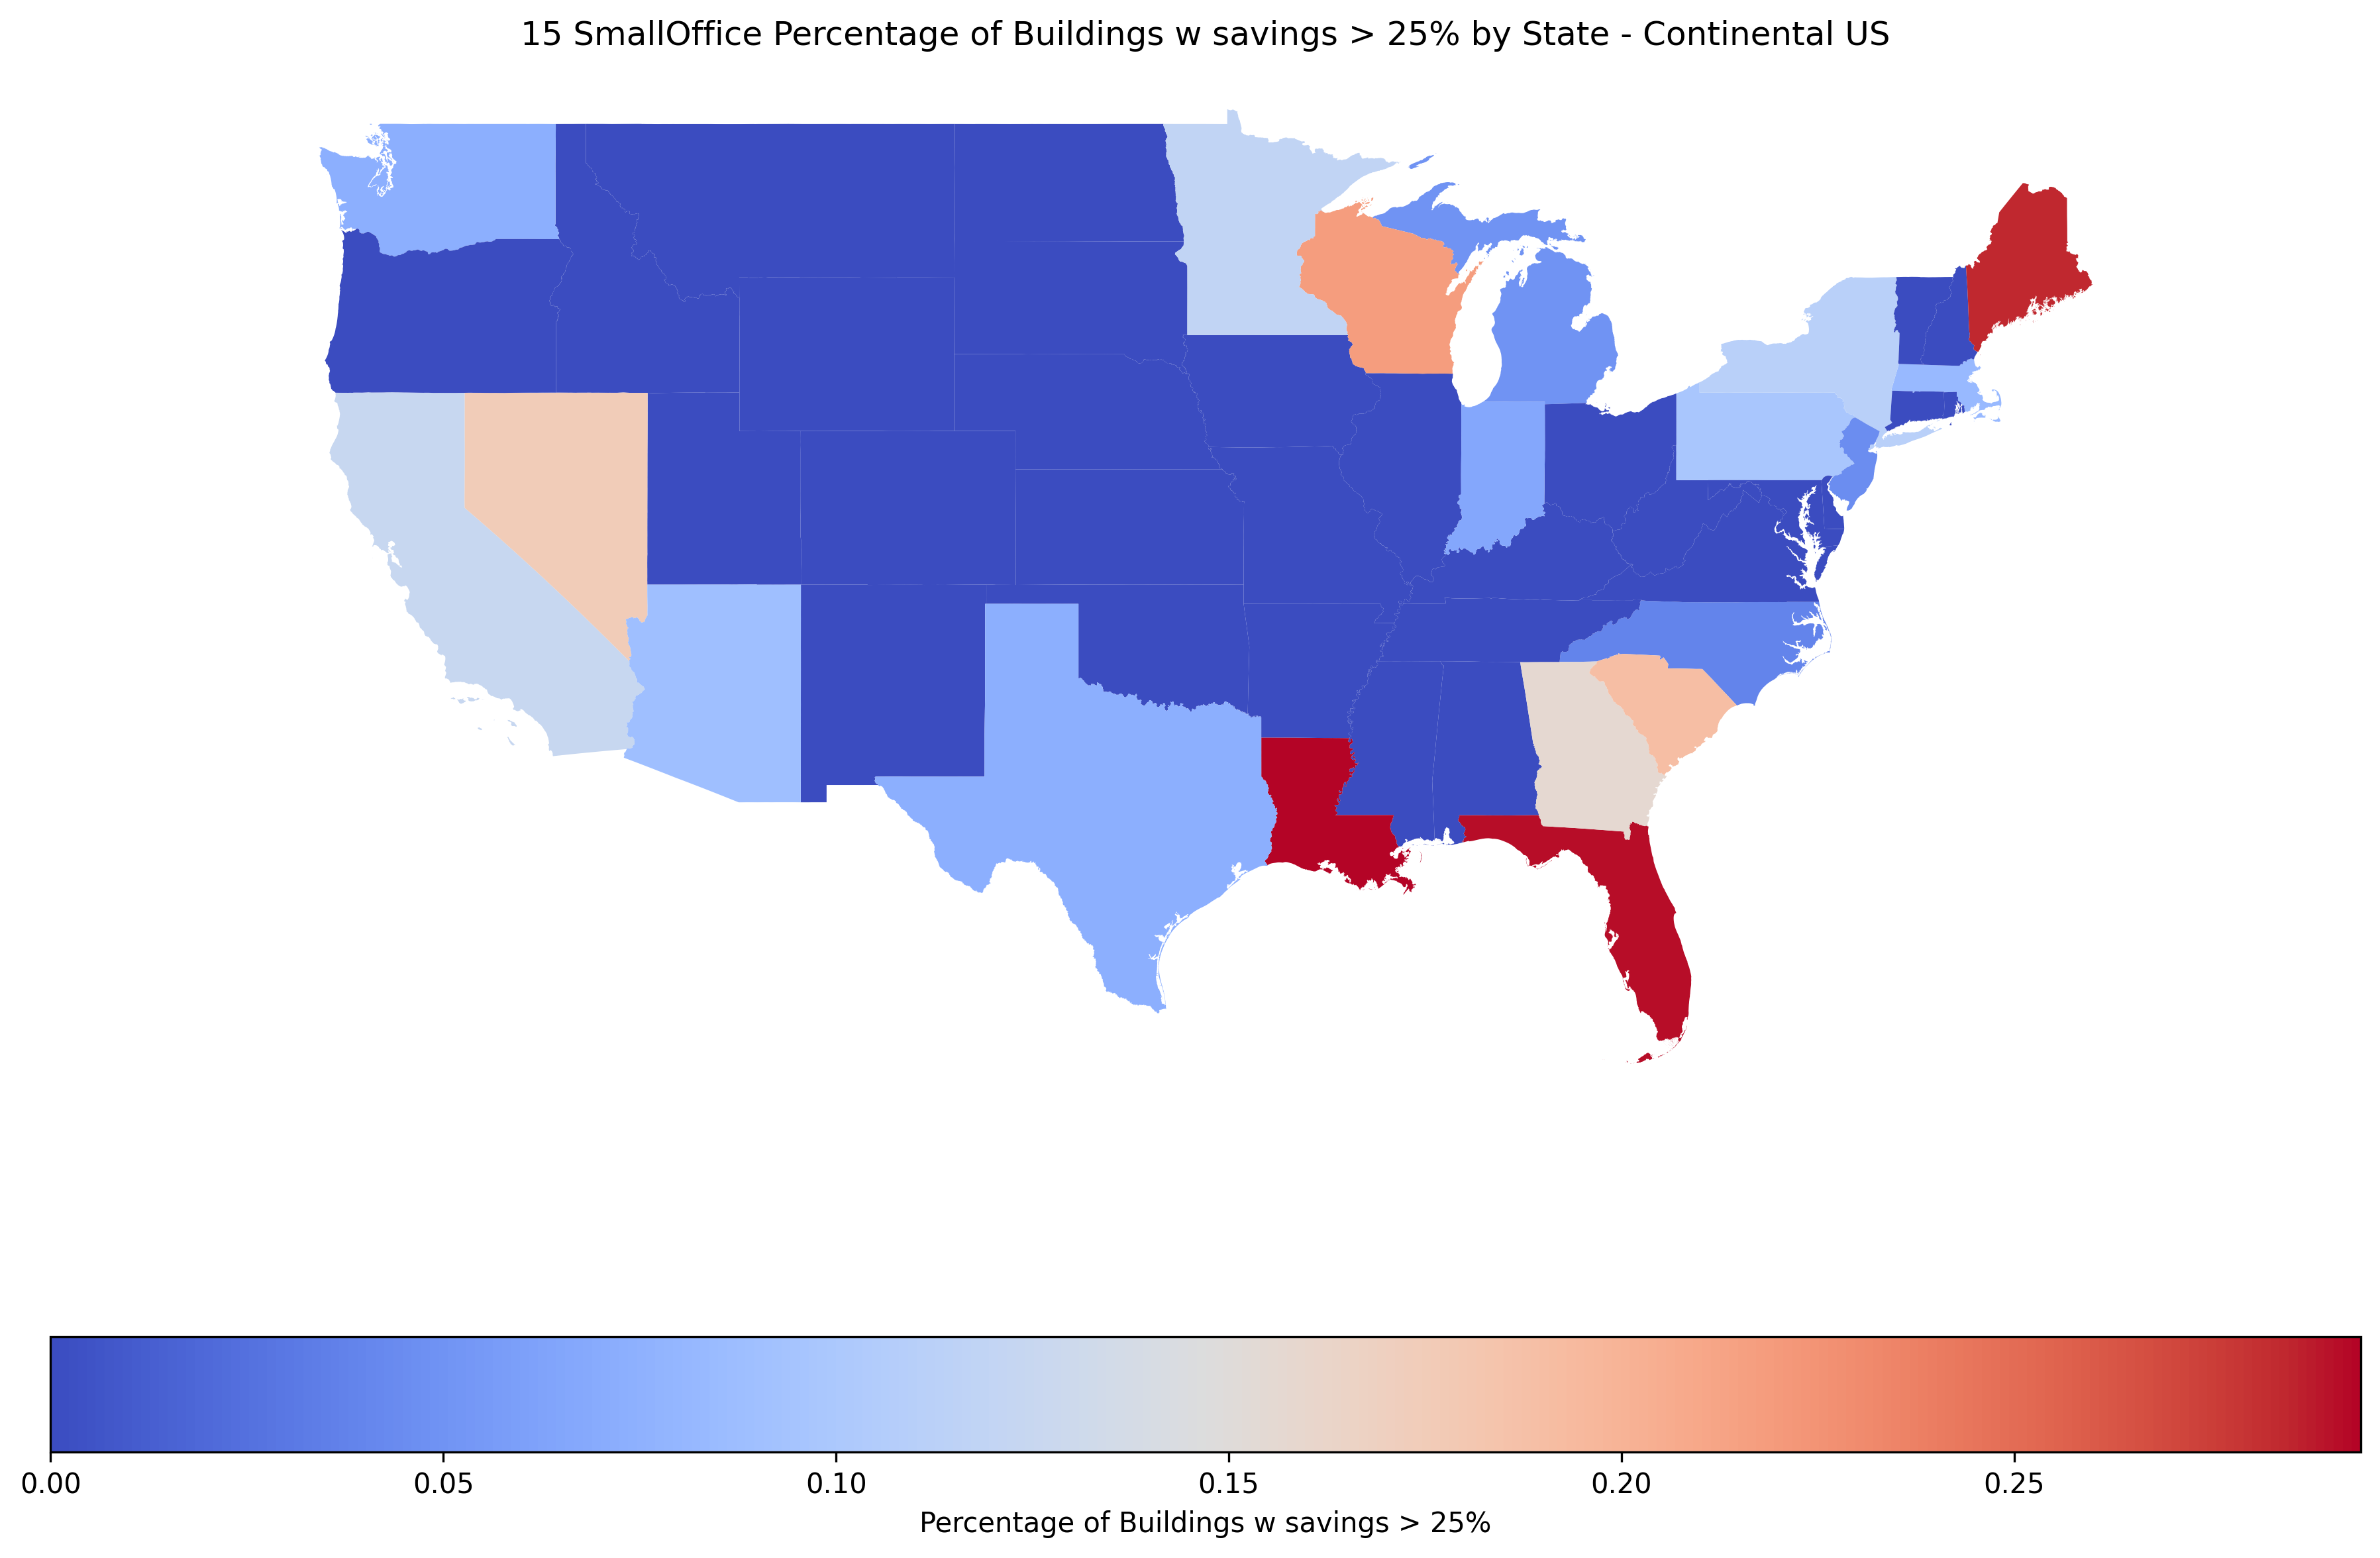 15 SmallOffice Percentage of Buildings w savings > 25% by State - Continental US
0.00 0.05 0.10 0.15 0.20 0.25
Percentage of Buildings w savings > 25%